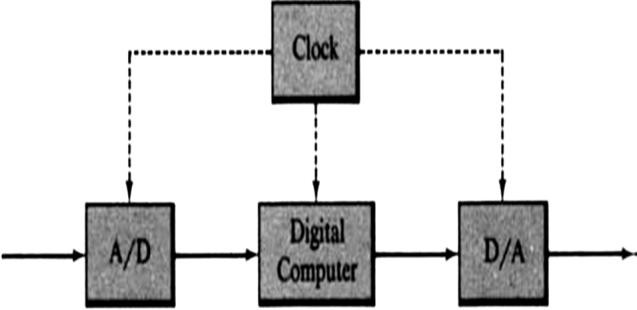 Clock
A/D
Digital
Computer
D/A